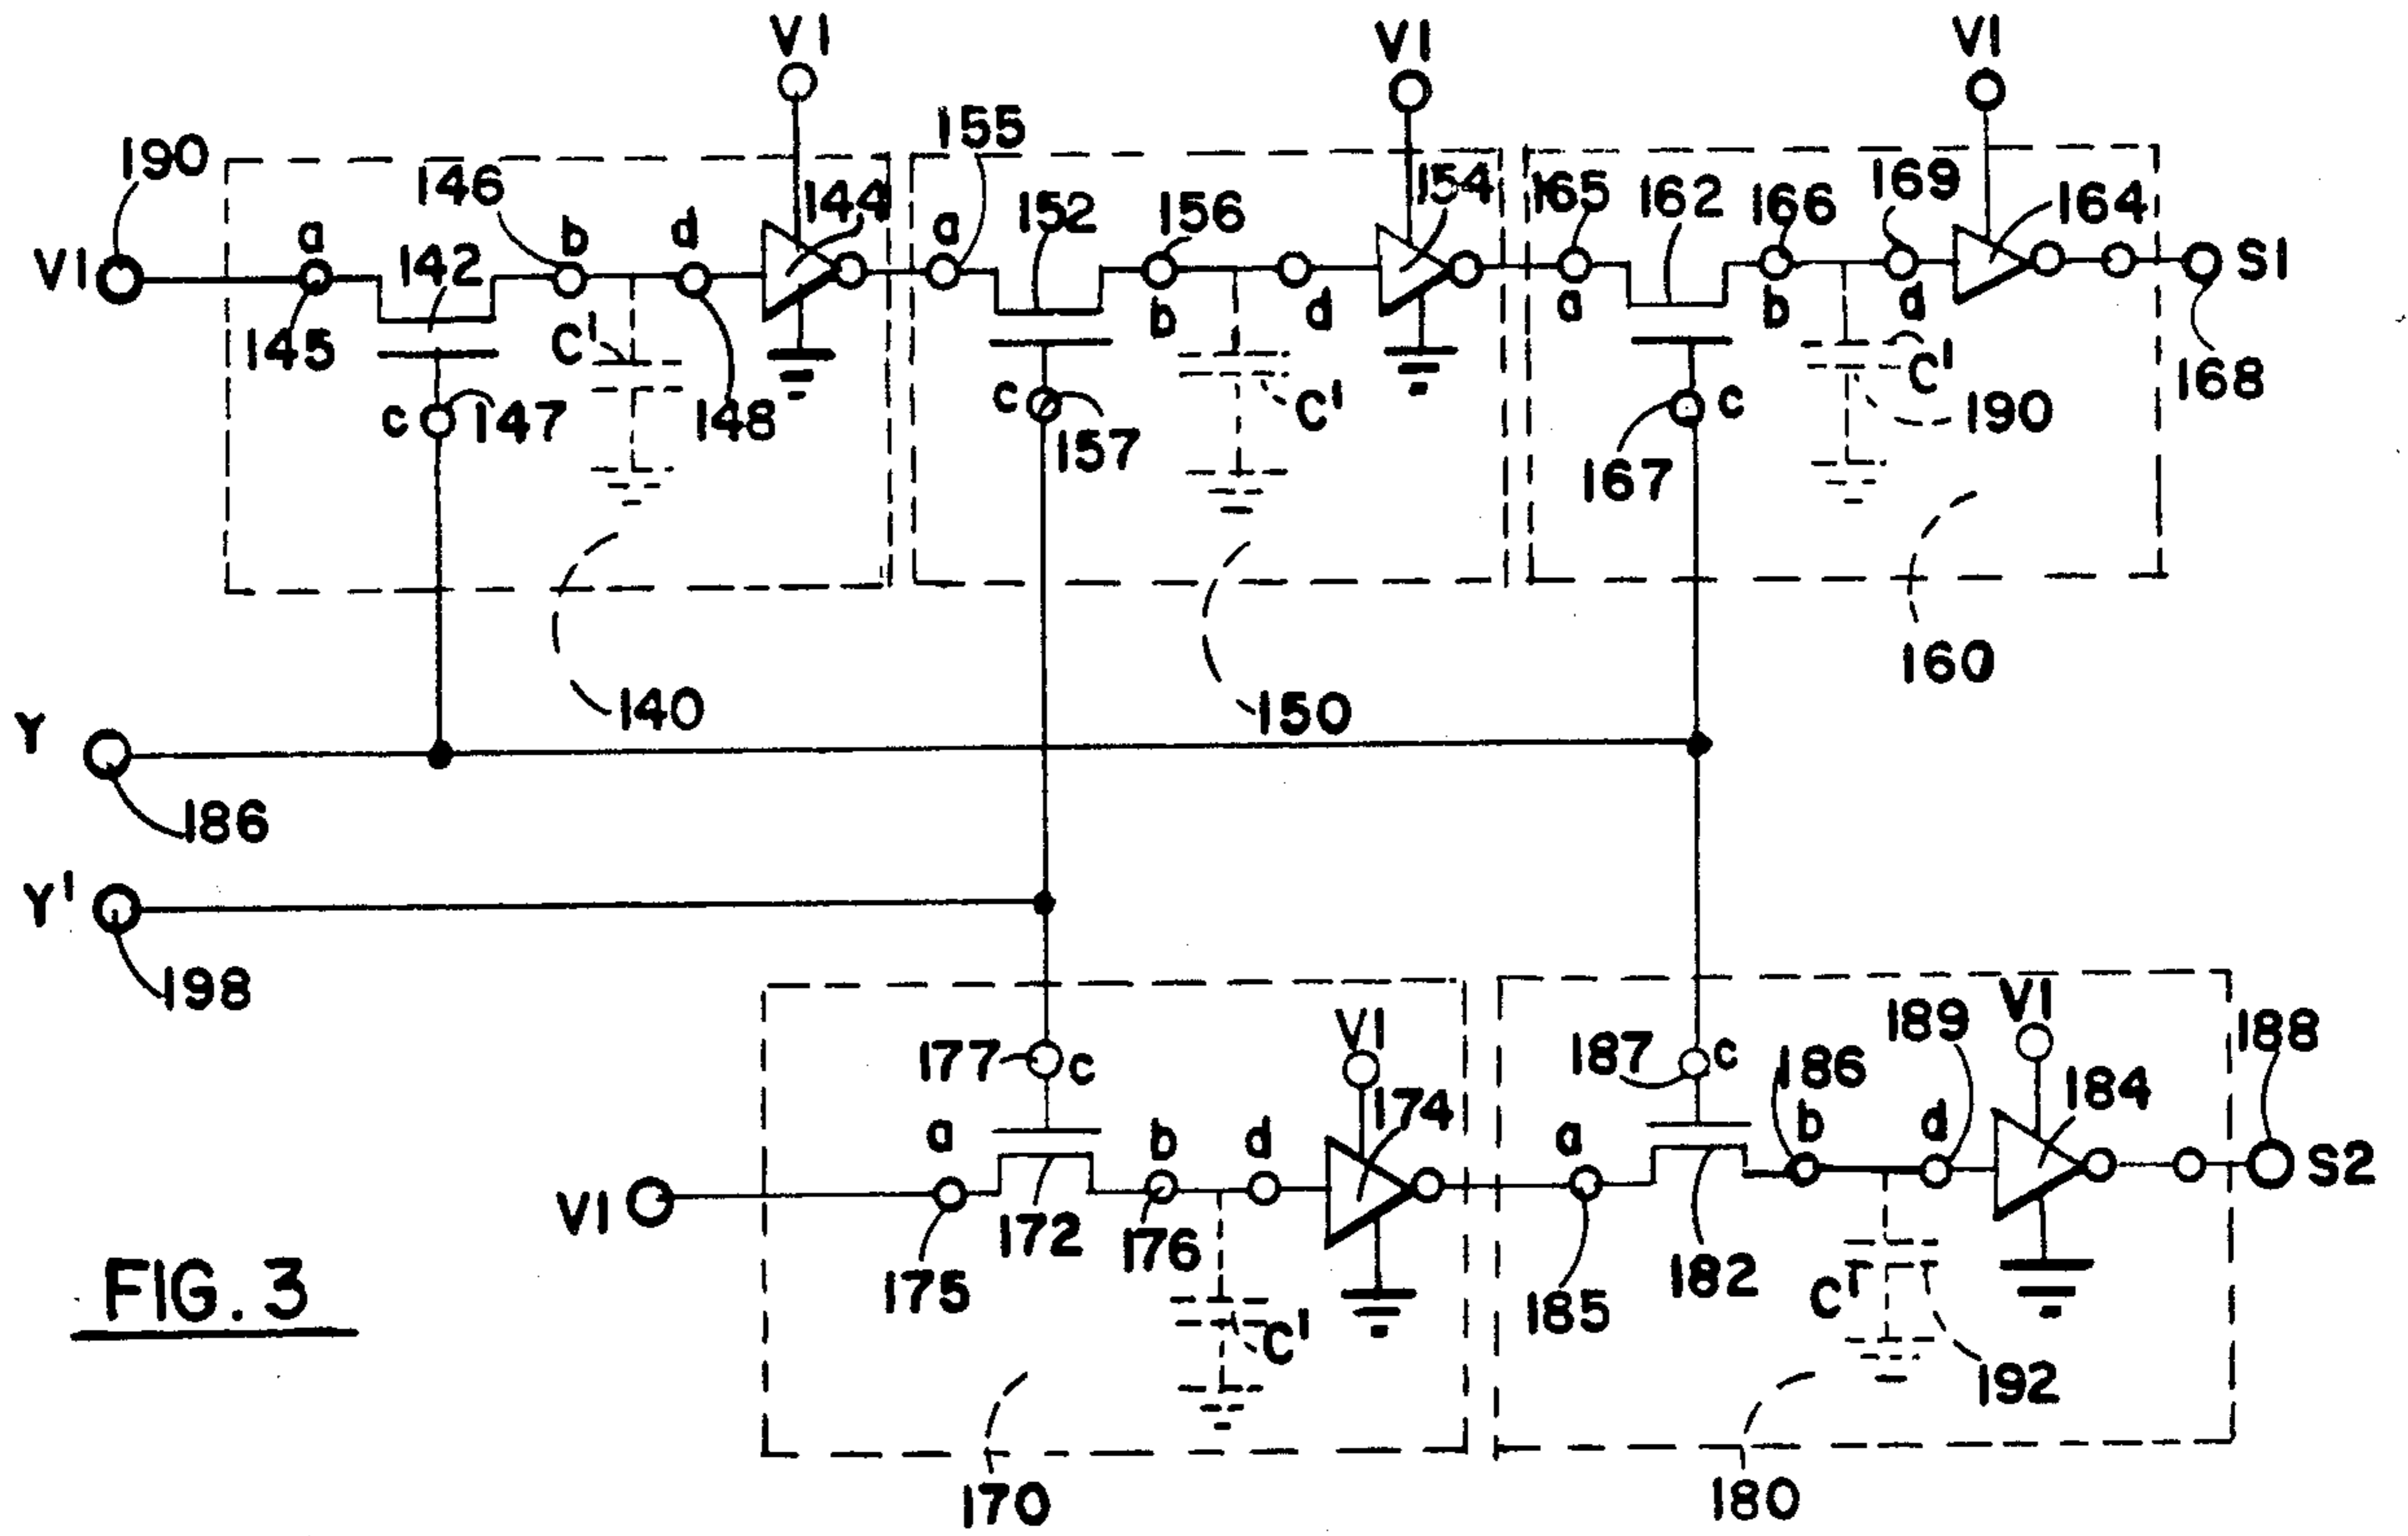 V1 V1 V1
190 146 144 155 152 156 154 165 162 166 169 164
V1 a 142 b d a b d a b d S1
145 C' 148 C' C' 190 168
c 147 c 157 167 c
140 150 160
Y
186
Y'
198
177 c V1 187 c 186 189 V1 188
a b d 174 a b d 184
V1 175 172 176 185 182 S2
C' C' 192
170 180
FIG. 3